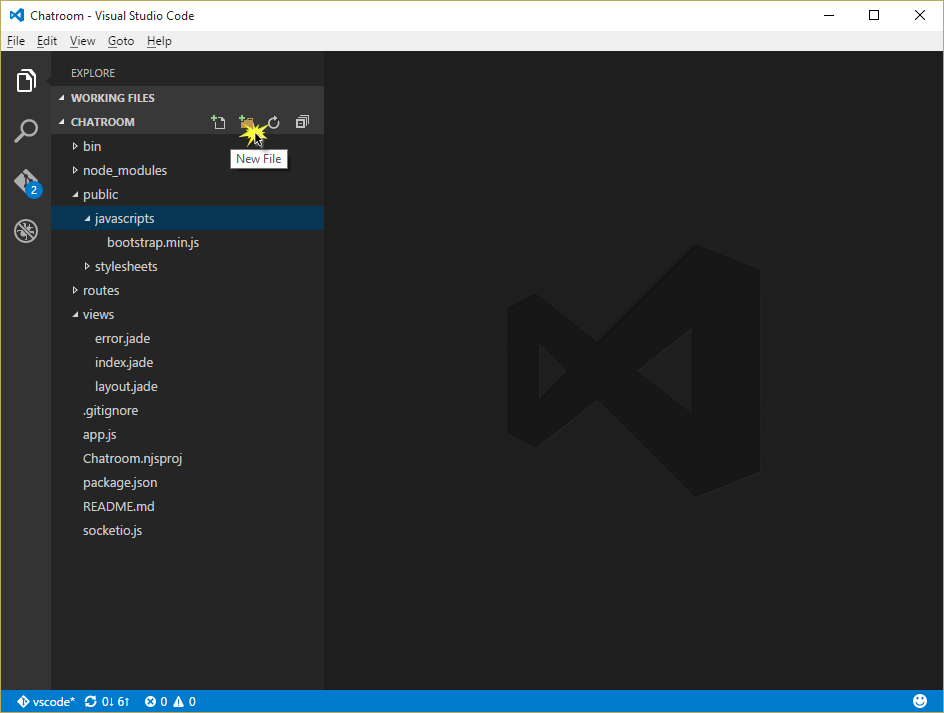 Chatroom - Visual Studio Code
File Edit View Goto Help
EXPLORE
WORKING FILES
CHATROOM
bin
New File
node_modules
public
javascripts
bootstrap.min.js
stylesheets
routes
views
error.jade
index.jade
layout.jade
.gitignore
app.js
Chatroom.njsproj
package.json
README.md
socketio.js
2
vscode* 0↓ 6↑ 0 0